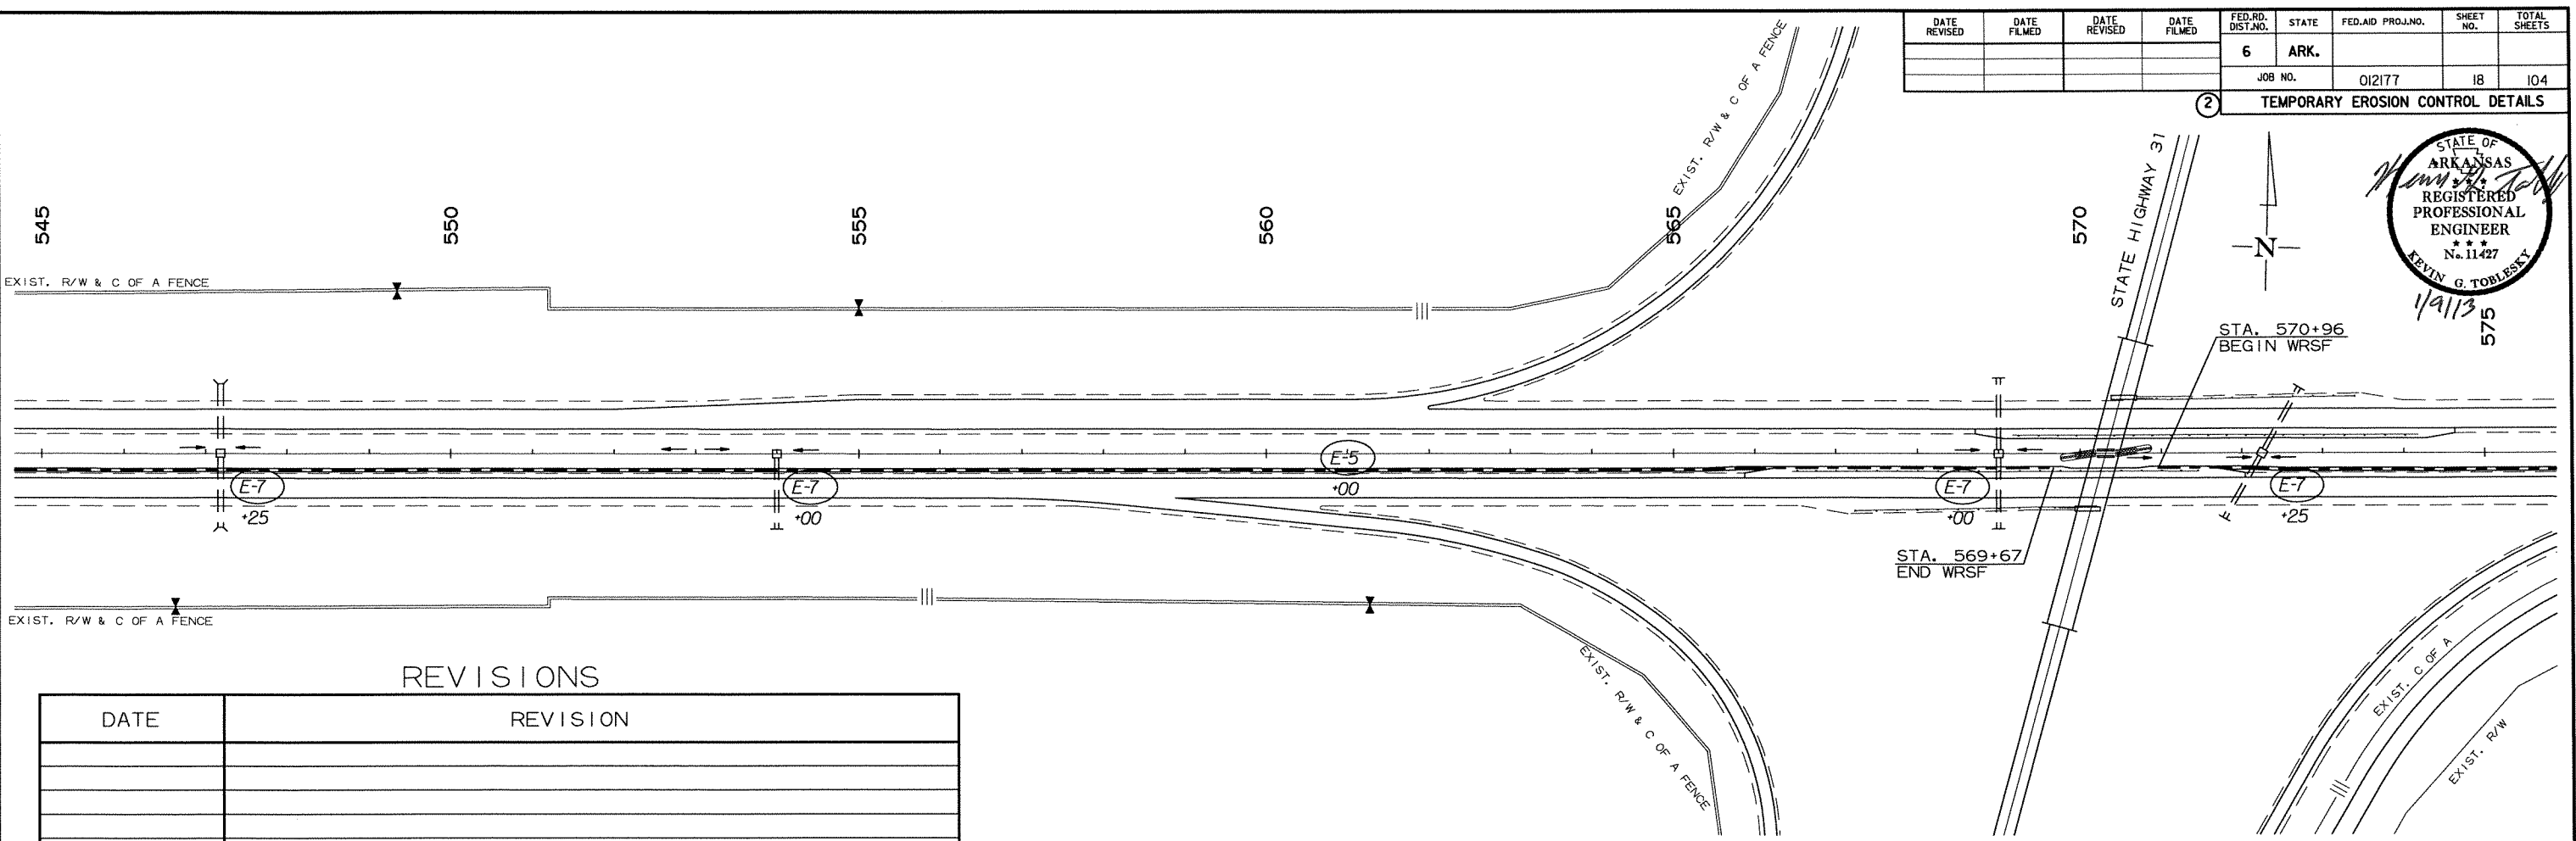 DATE REVISED DATE FILMED DATE REVISED DATE FILMED FED.RD. DIST.NO. STATE FED.AID PROJ.NO. SHEET NO. TOTAL SHEETS
6 ARK.
JOB NO. 012177 18 104
2 TEMPORARY EROSION CONTROL DETAILS
STATE OF
ARKANSAS
★ ★ ★
REGISTERED
PROFESSIONAL
ENGINEER
★ ★ ★
No. 11427
KEVIN G. TOBLESKY
1/9/13
N
545
550
555
560
565
570
575
EXIST. R/W & C OF A FENCE
EXIST. R/W & C OF A FENCE
STATE HIGHWAY 31
STA. 570+96
BEGIN WRSF
E-5
+00
E-7
+25
E-7
+00
E-7
+00
E-7
+25
STA. 569+67
END WRSF
EXIST. R/W & C OF A FENCE
EXIST. R/W & C OF A FENCE
EXIST. C OF A
EXIST. R/W
REVISIONS
DATE REVISION